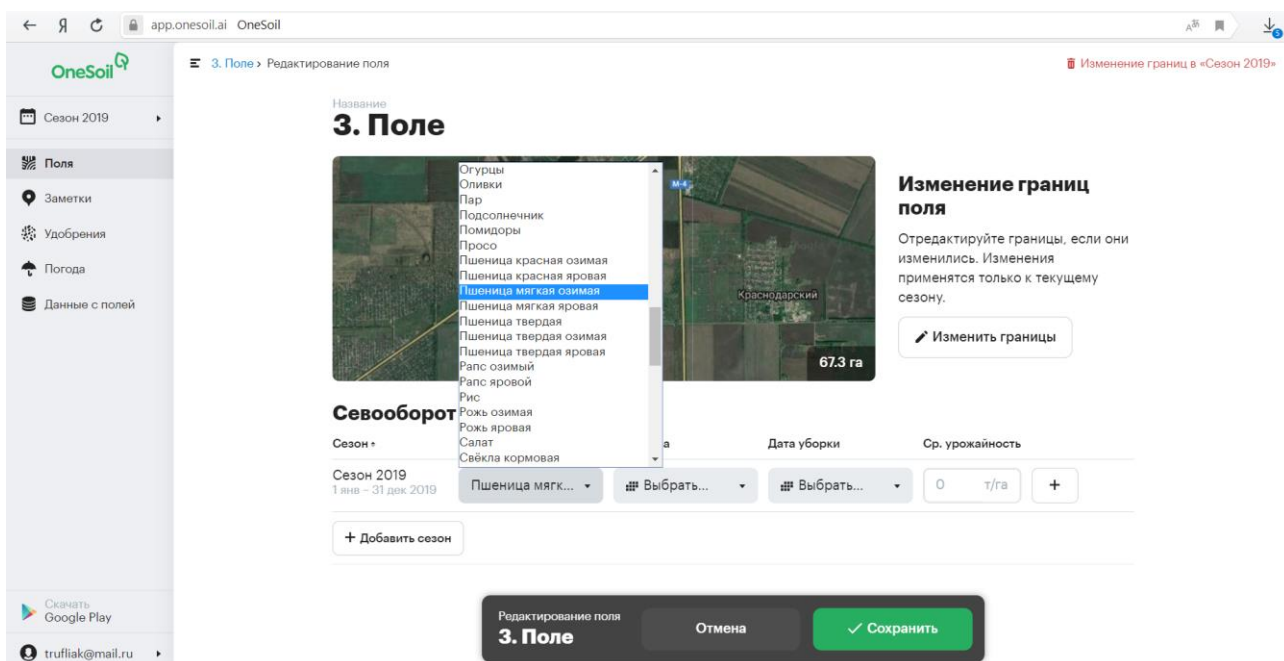 app.onesoil.ai OneSoil
5
OneSoil
3. Поле › Редактирование поля
Изменение границ в «Сезон 2019»
Сезон 2019
Поля
Заметки
Удобрения
Погода
Данные с полей
Скачать
Google Play
trufliak@mail.ru
Название
3. Поле
Огурцы
Оливки
Пар
Подсолнечник
Помидоры
Просо
Пшеница красная озимая
Пшеница красная яровая
Пшеница мягкая озимая
Пшеница мягкая яровая
Пшеница твердая
Пшеница твердая озимая
Пшеница твердая яровая
Рапс озимый
Рапс яровой
Рис
Рожь озимая
Рожь яровая
Салат
Свёкла кормовая
М-4
Краснодарский
67.3 га
Изменение границ
поля
Отредактируйте границы, если они
изменились. Изменения
применятся только к текущему
сезону.
Изменить границы
Севооборот
Сезон а Дата уборки Ср. урожайность
Сезон 2019
1 янв – 31 дек 2019
Пшеница мягк... Выбрать... Выбрать... 0 т/га +
+ Добавить сезон
Редактирование поля
3. Поле
Отмена
Сохранить